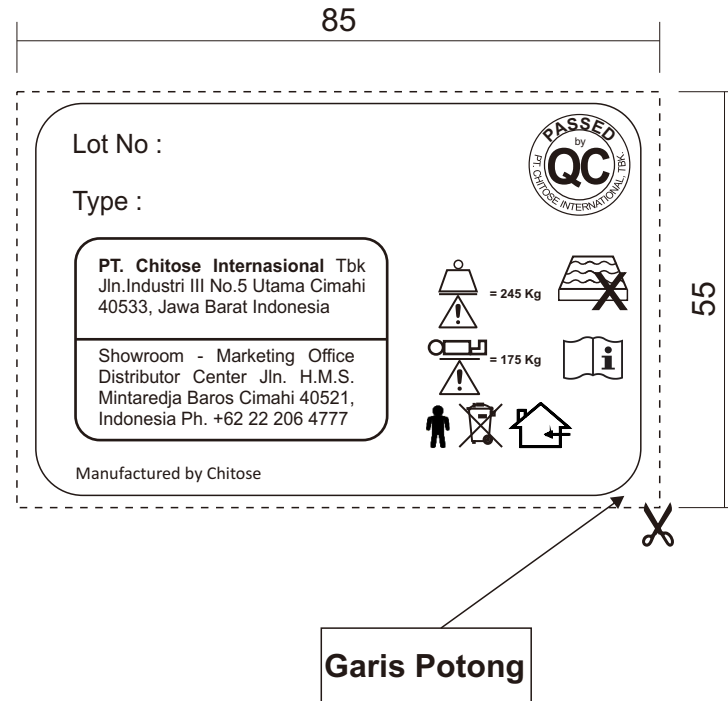 85
Lot No :
PASSED
by
QC
PT. CHITOSE INTERNATIONAL, TBK.
Type :
PT. Chitose Internasional Tbk
Jln.Industri III No.5 Utama Cimahi
40533, Jawa Barat Indonesia
= 245 Kg
55
Showroom - Marketing Office
Distributor Center Jln. H.M.S.
Mintaredja Baros Cimahi 40521,
Indonesia Ph. +62 22 206 4777
= 175 Kg
i
Manufactured by Chitose
Garis Potong